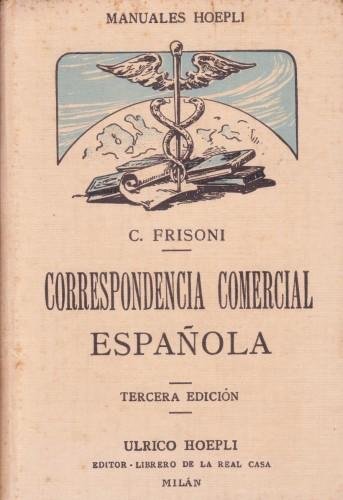 MANUALES HOEPLI
C. FRISONI
CORRESPONDENCIA COMERCIAL
ESPAÑOLA
TERCERA EDICIÓN
ULRICO HOEPLI
EDITOR - LIBRERO DE LA REAL CASA
MILÁN